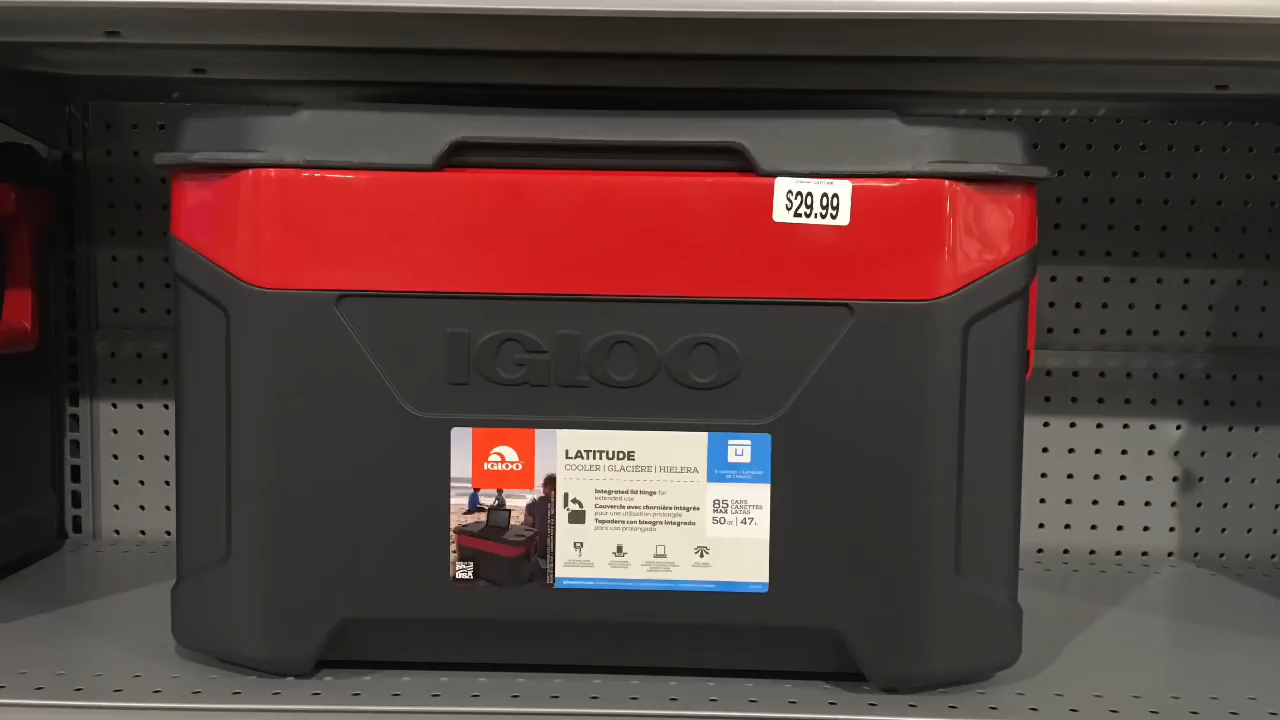 $29.99
IGLOO
IGLOO
LATITUDE
COOLER | GLACIÈRE | HIELERA
Integrated lid hinge for
extended use
Couvercle avec charnière intégrée
pour une utilisation prolongée
Tapadera con bisagra integrada
para uso prolongado
85 CANS
CANETTES
MAX LATAS
50 QT | 47 L